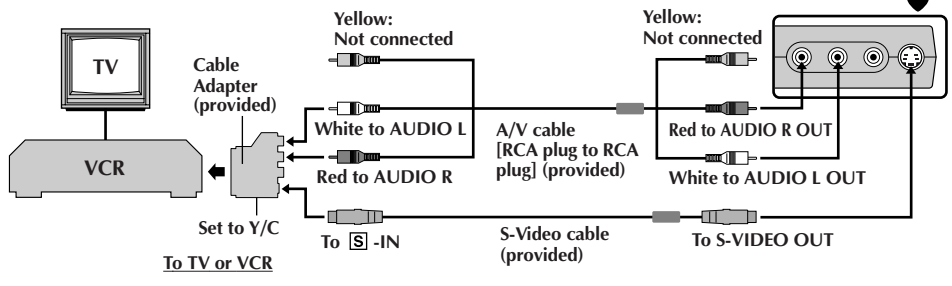 Yellow:
Not connected
Yellow:
Not connected
TV
Cable
Adapter
(provided)
White to AUDIO L
A/V cable
[RCA plug to RCA
plug] (provided)
Red to AUDIO R OUT
VCR
Red to AUDIO R
White to AUDIO L OUT
Set to Y/C
To S -IN
S-Video cable
(provided)
To S-VIDEO OUT
To TV or VCR